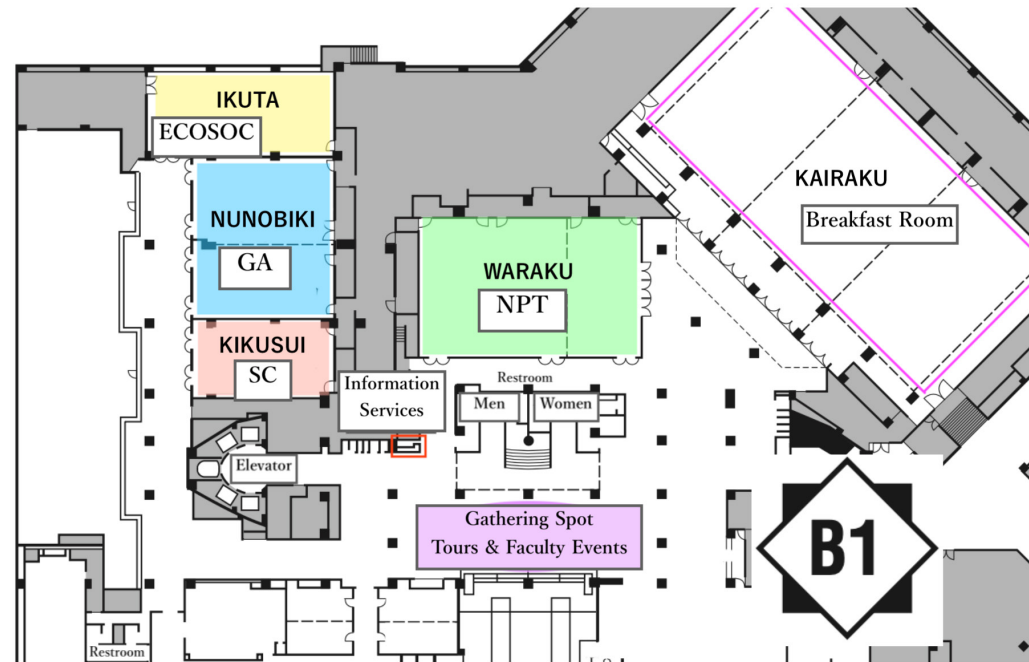 IKUTA
ECOSOC
NUNOBIKI
GA
KIKUSUI
SC
WARAKU
NPT
KAIRAKU
Breakfast Room
Information
Services
Restroom
Men
Women
Elevator
Gathering Spot
Tours & Faculty Events
B1
Restroom